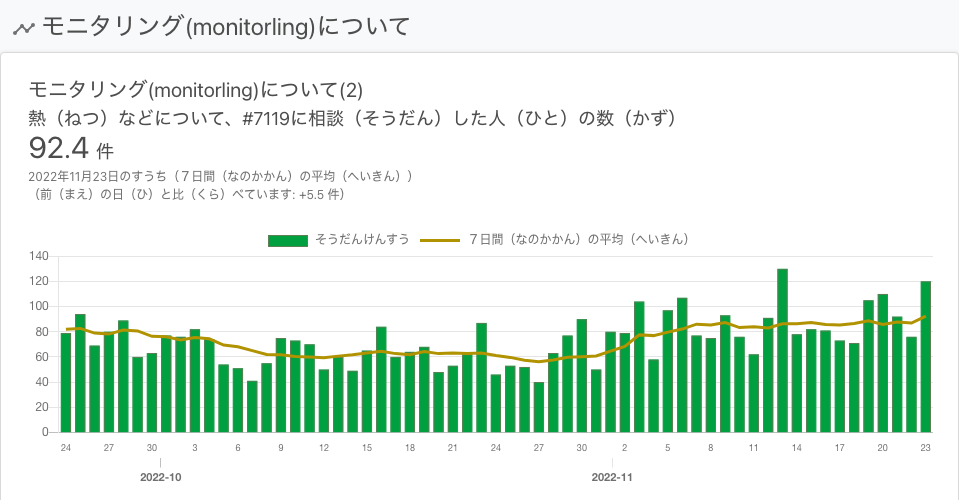 モニタリング(monitorling)について
モニタリング(monitorling)について(2)
熱（ねつ）などについて、#7119に相談（そうだん）した人（ひと）の数（かず）
92.4 件
2022年11月23日のすうち（７日間（なのかかん）の平均（へいきん））
（前（まえ）の日（ひ）と比（くら）べています: +5.5 件）
そうだんけんすう ７日間（なのかかん）の平均（へいきん）
140
120
100
80
60
40
20
0
24 27 30 3 6 9 12 15 18 21 24 27 30 2 5 8 11 14 17 20 23
2022-10 2022-11